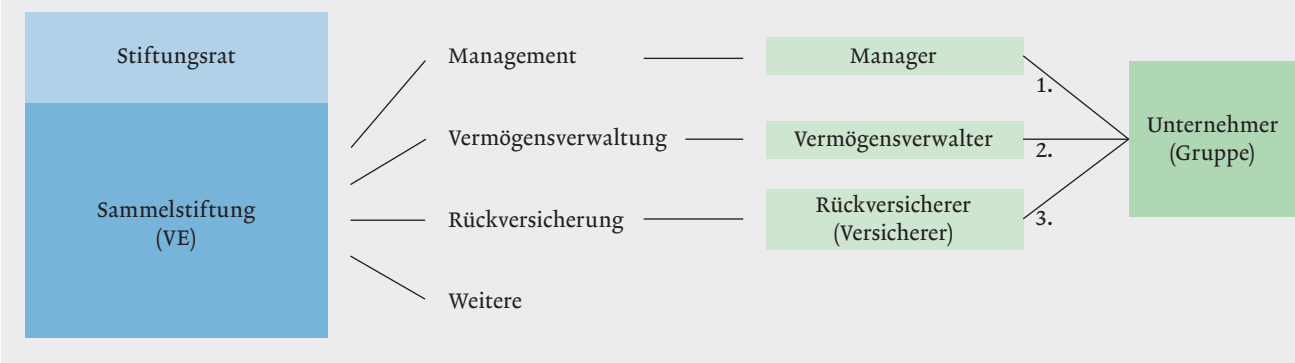 Stiftungsrat
Sammelstiftung
(VE)
Management
Vermögensverwaltung
Rückversicherung
Weitere
Manager
Vermögensverwalter
Rückversicherer
(Versicherer)
1.
2.
3.
Unternehmer
(Gruppe)